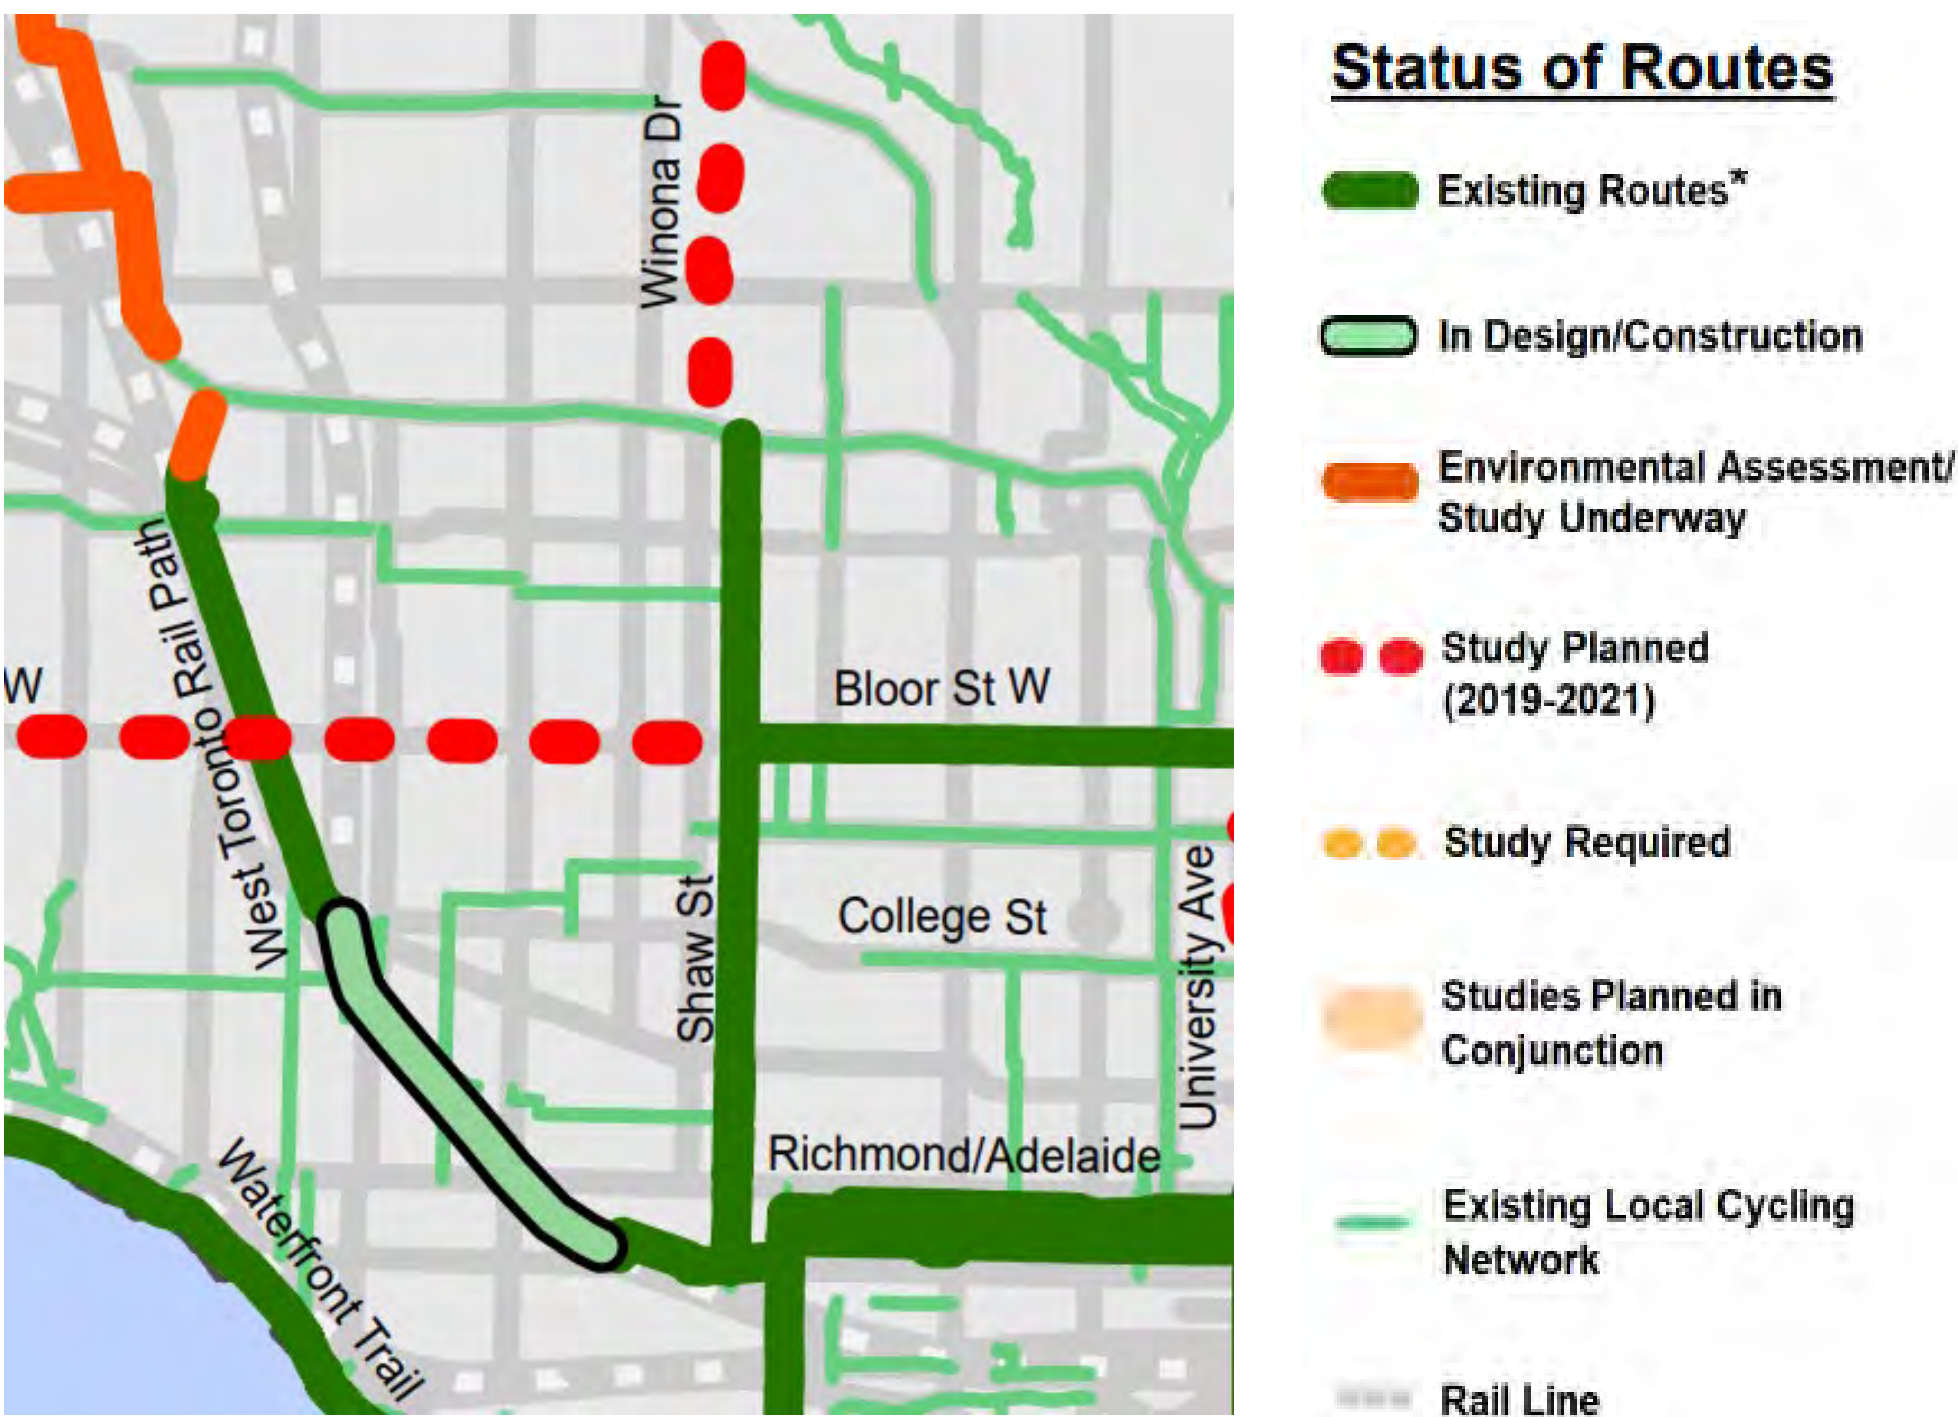 Winona Dr
W
West Toronto Rail Path
Bloor St W
Shaw St
College St
University Ave
Richmond/Adelaide
Waterfront Trail
Status of Routes
Existing Routes*
In Design/Construction
Environmental Assessment/
Study Underway
Study Planned
(2019-2021)
Study Required
Studies Planned in
Conjunction
Existing Local Cycling
Network
Rail Line